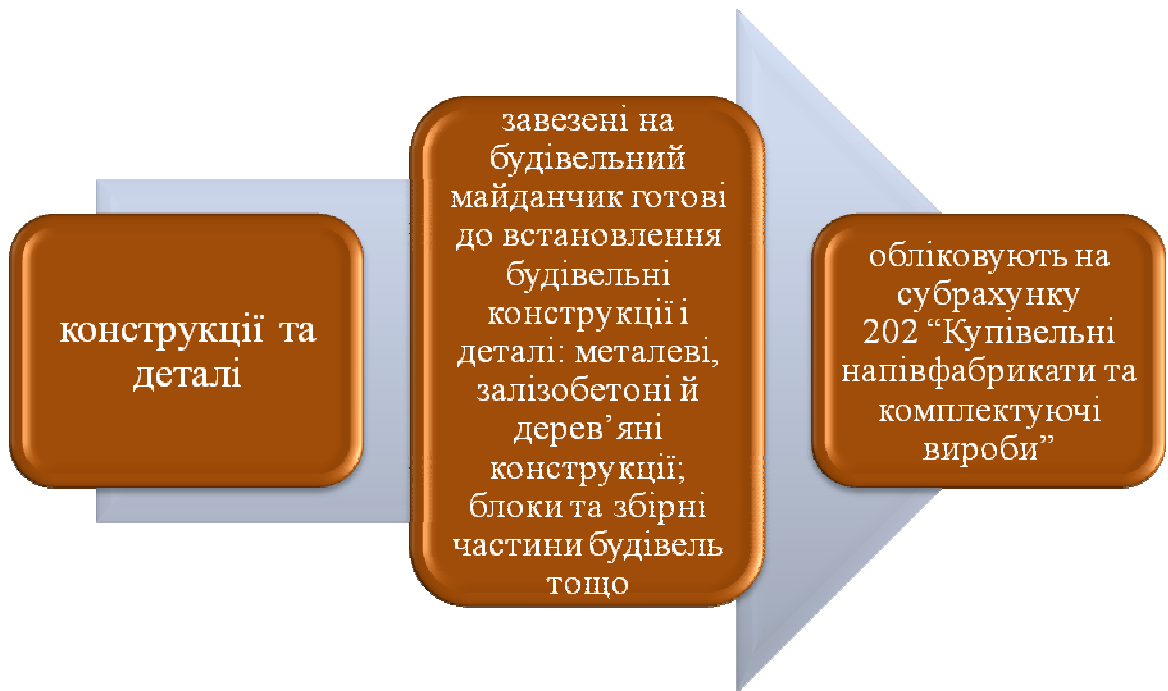 конструкції та
деталі
завезені на
будівельний
майданчик готові
до встановлення
будівельні
конструкції і
деталі: металеві,
залізобетоні й
дерев’яні
конструкції;
блоки та збірні
частини будівель
тощо
обліковують на
субрахунку
202 “Купівельні
напівфабрикати та
комплектуючі
вироби”